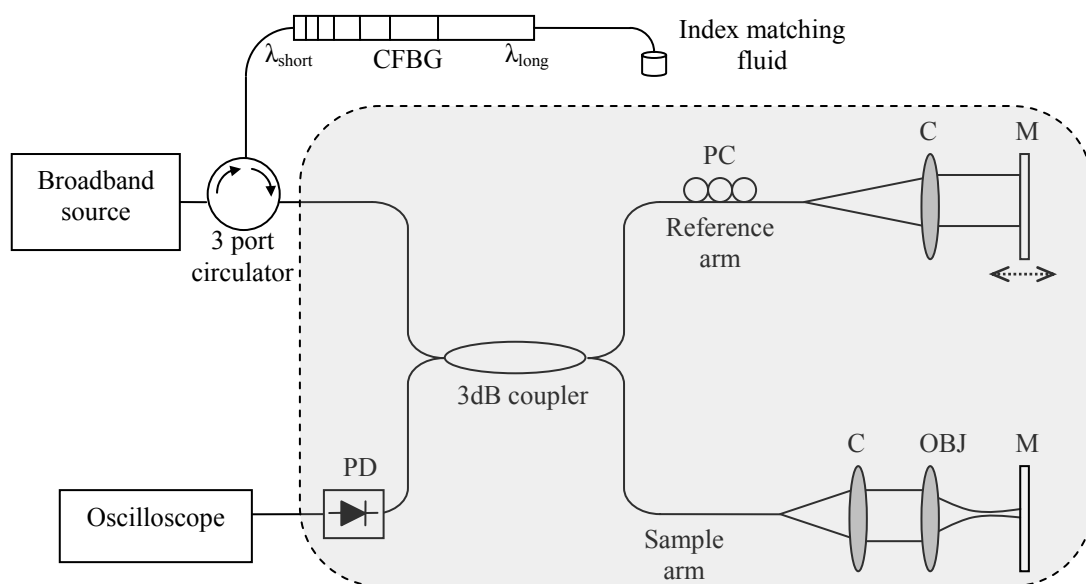 λshort
CFBG
λlong
Index matching
fluid
Broadband
source
3 port
circulator
PC
Reference
arm
C
M
3dB coupler
PD
Oscilloscope
C
OBJ
M
Sample
arm